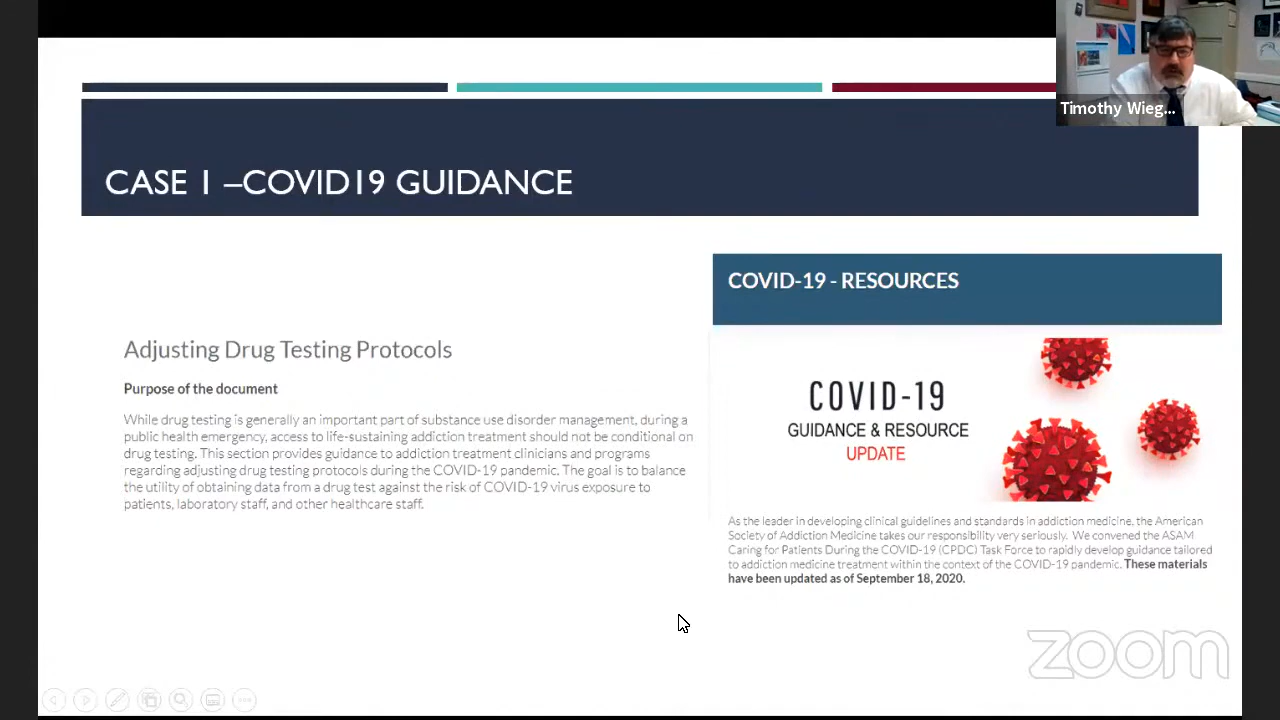 Timothy Wieg...
CASE 1 –COVID19 GUIDANCE
Adjusting Drug Testing Protocols
Purpose of the document
While drug testing is generally an important part of substance use disorder management, during a
public health emergency, access to life-sustaining addiction treatment should not be conditional on
drug testing. This section provides guidance to addiction treatment clinicians and programs
regarding adjusting drug testing protocols during the COVID-19 pandemic. The goal is to balance
the utility of obtaining data from a drug test against the risk of COVID-19 virus exposure to
patients, laboratory staff, and other healthcare staff.
COVID-19 - RESOURCES
COVID-19
GUIDANCE & RESOURCE
UPDATE
As the leader in developing clinical guidelines and standards in addiction medicine, the American
Society of Addiction Medicine takes our responsibility very seriously. We convened the ASAM
Caring for Patients During the COVID-19 (CPDC) Task Force to rapidly develop guidance tailored
to addiction medicine treatment within the context of the COVID-19 pandemic. These materials
have been updated as of September 18, 2020.
zoom